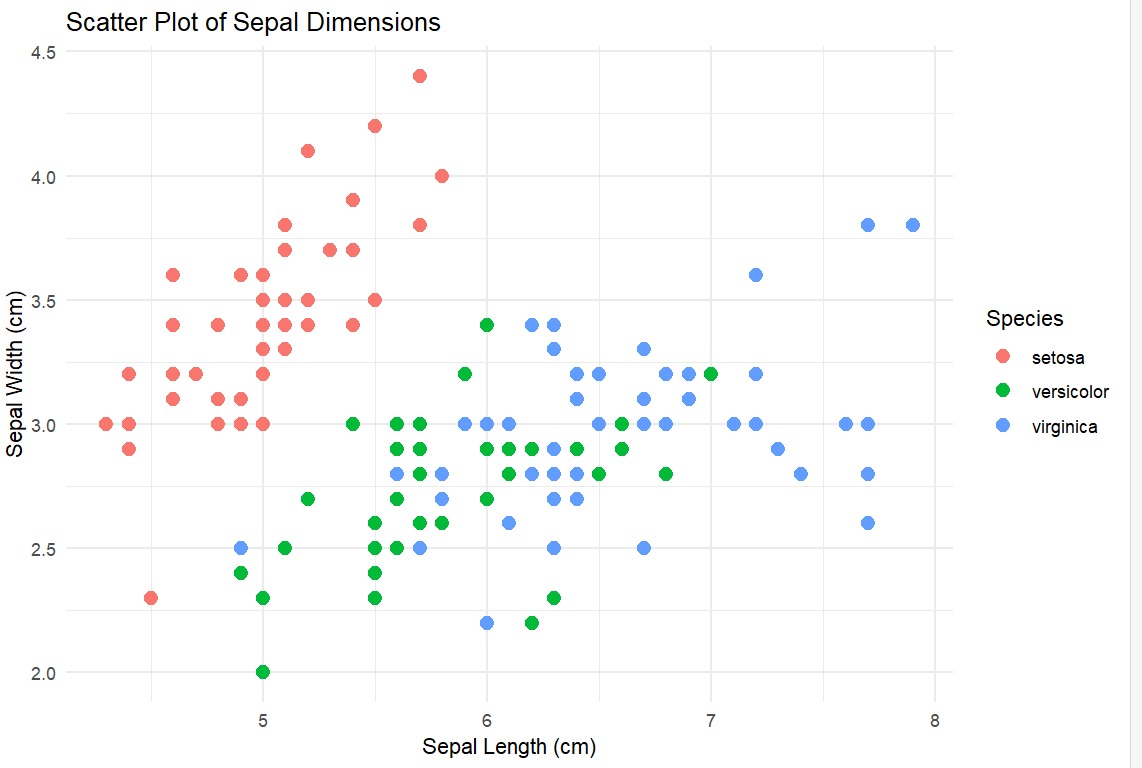 Scatter Plot of Sepal Dimensions
4.5
4.0
3.5
3.0
2.5
2.0
Sepal Width (cm)
5 6 7 8
Sepal Length (cm)
Species
setosa
versicolor
virginica